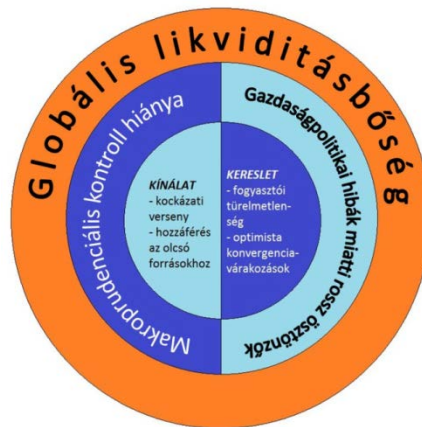 Globális likviditásbőség
Makroprudenciális kontroll hiánya
Gazdaságpolitikai hibák miatti rossz ösztönzők
KÍNÁLAT
- kockázati
verseny
- hozzáférés
az olcsó
forrásokhoz
KERESLET
- fogyasztói
türelmetlen-
ség
- optimista
konvergencia-
várakozások